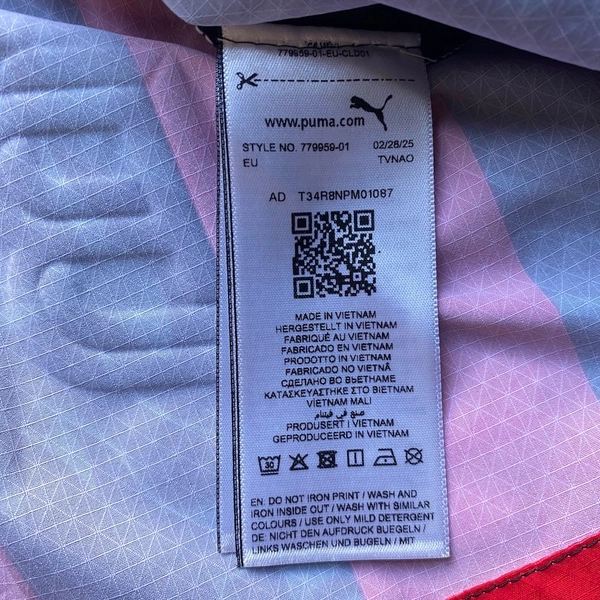 779959-01-EU-CLD01
www.puma.com
STYLE NO. 779959-01 02/28/25
EU TVNAO
AD T34R8NPM01087
MADE IN VIETNAM
HERGESTELLT IN VIETNAM
FABRIQUÉ AU VIETNAM
FABRICADO EN VIETNAM
PRODOTTO IN VIETNAM
FABRICADO NO VIETNÃ
СДЕЛАНО ВО ВЬЕТНАМЕ
ΚΑΤΑΣΚΕΥΑΣΤΗΚΕ ΣΤΟ ΒΙΕΤΝΑΜ
VİETNAM MALI
صنع في فيتنام
PRODUSERT I VIETNAM
GEPRODUCEERD IN VIETNAM
30
EN: DO NOT IRON PRINT / WASH AND
IRON INSIDE OUT / WASH WITH SIMILAR
COLOURS / USE ONLY MILD DETERGENT
DE: NICHT DEN AUFDRUCK BUEGELN /
LINKS WASCHEN UND BUGELN / MIT